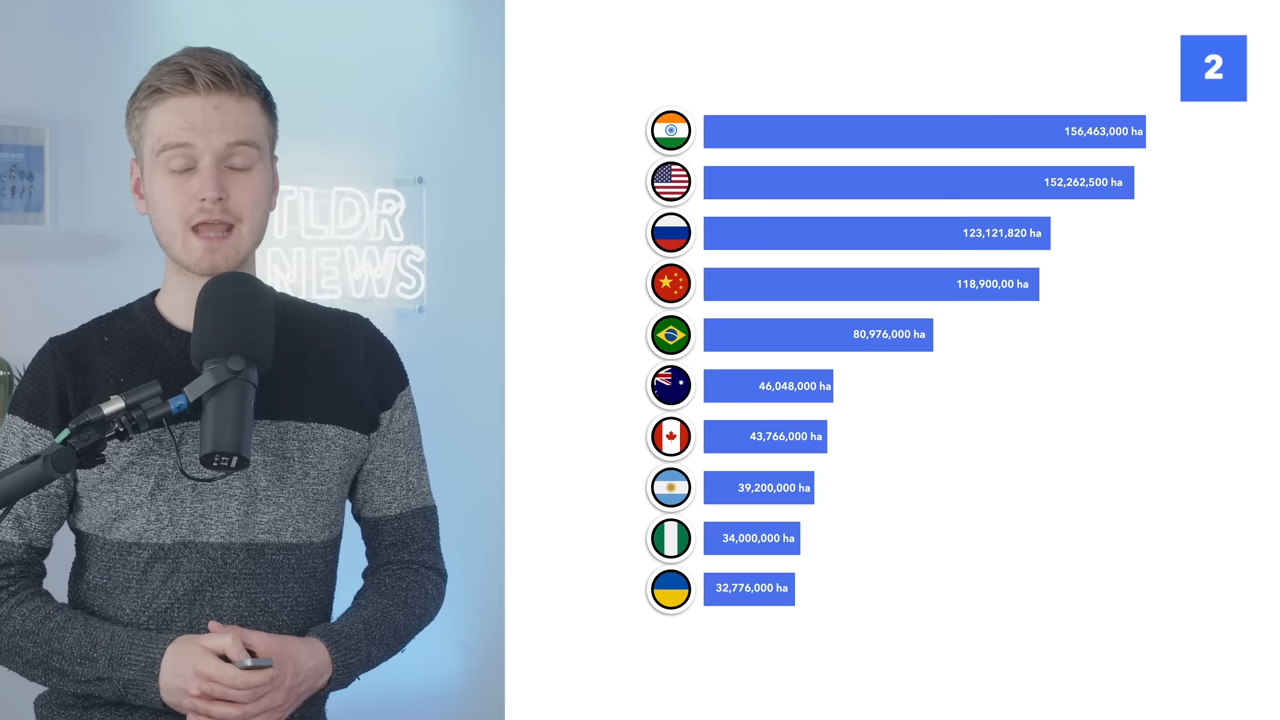 TLDR
NEWS
2
156,463,000 ha
152,262,500 ha
123,121,820 ha
118,900,00 ha
80,976,000 ha
46,048,000 ha
43,766,000 ha
39,200,000 ha
34,000,000 ha
32,776,000 ha